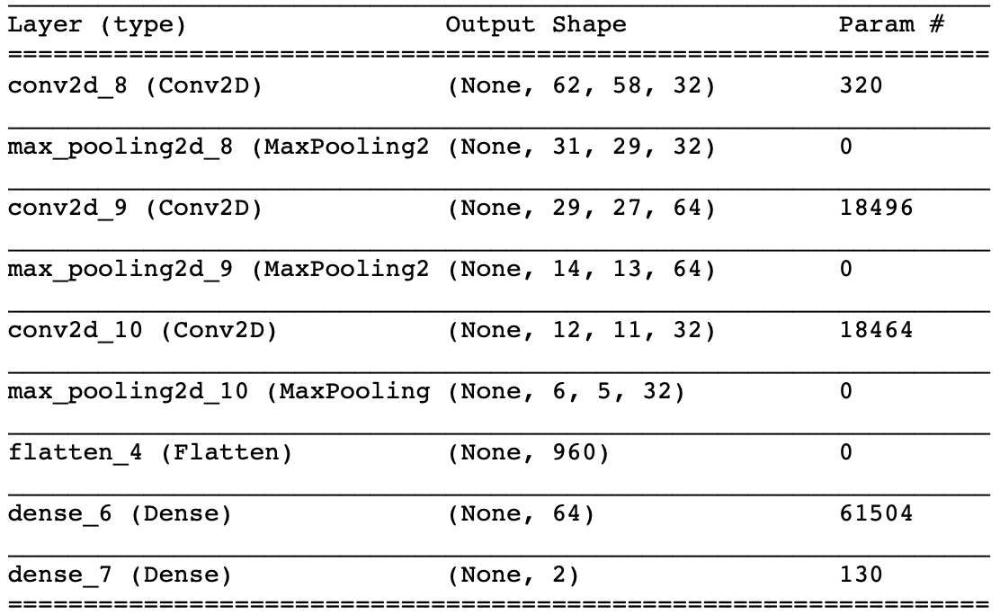 Layer (type) Output Shape Param #
=================================================================
conv2d_8 (Conv2D) (None, 62, 58, 32) 320
max_pooling2d_8 (MaxPooling2 (None, 31, 29, 32) 0
conv2d_9 (Conv2D) (None, 29, 27, 64) 18496
max_pooling2d_9 (MaxPooling2 (None, 14, 13, 64) 0
conv2d_10 (Conv2D) (None, 12, 11, 32) 18464
max_pooling2d_10 (MaxPooling (None, 6, 5, 32) 0
flatten_4 (Flatten) (None, 960) 0
dense_6 (Dense) (None, 64) 61504
dense_7 (Dense) (None, 2) 130
=================================================================